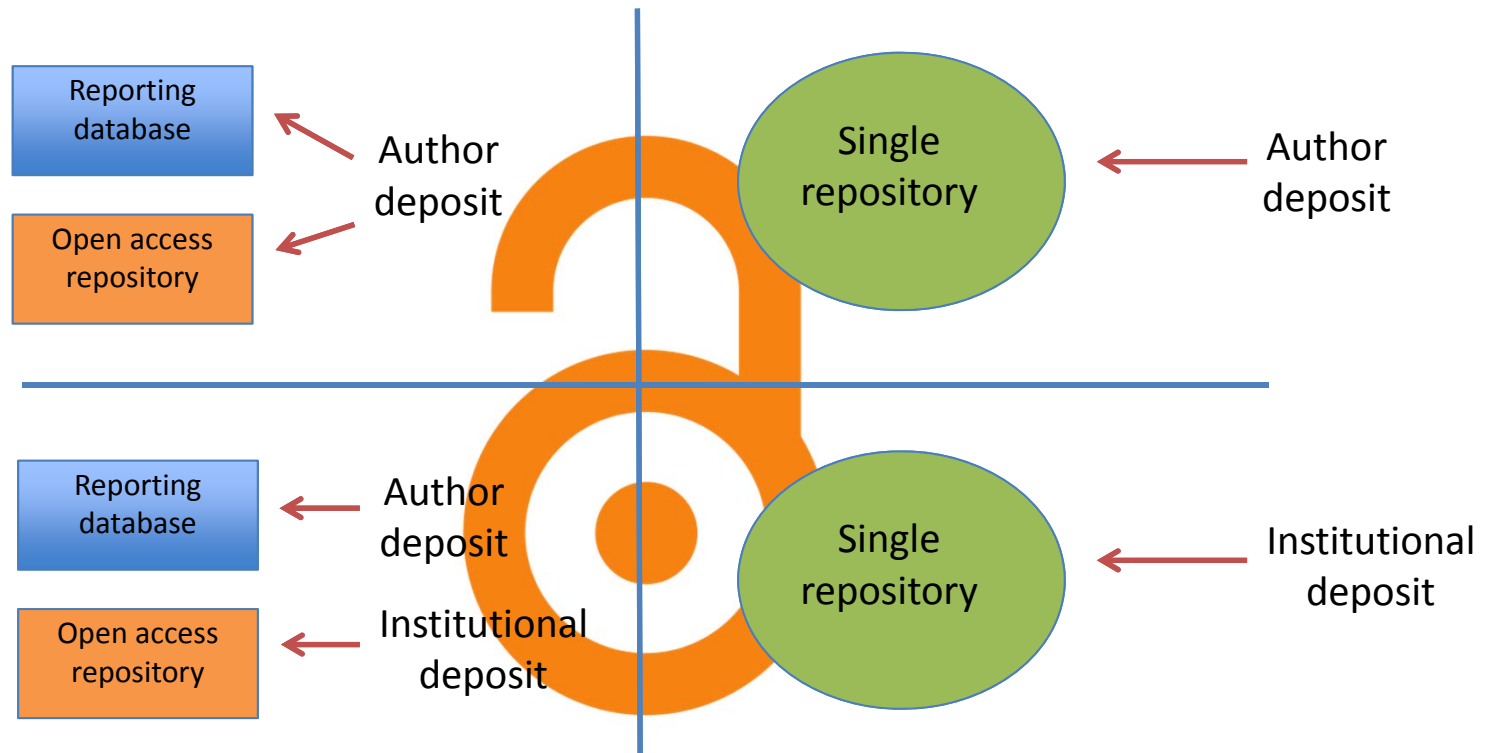 Reporting
database
Open access
repository
Author
deposit
Single
repository
Author
deposit
Reporting
database
Open access
repository
Author
deposit
Institutional
deposit
Single
repository
Institutional
deposit